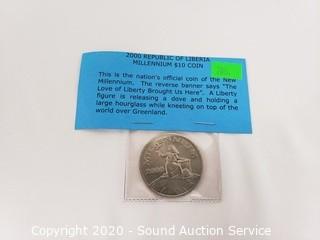 2000 REPUBLIC OF LIBERIA
MILLENNIUM $10 COIN
This is the nation's official coin of the New
Millennium. The reverse banner says "The
Love of Liberty Brought Us Here". A Liberty
figure is releasing a dove and holding a
large hourglass while kneeling on top of the
world over Greenland.
MILLENNIUM
2000
Copyright 2020 - Sound Auction Service